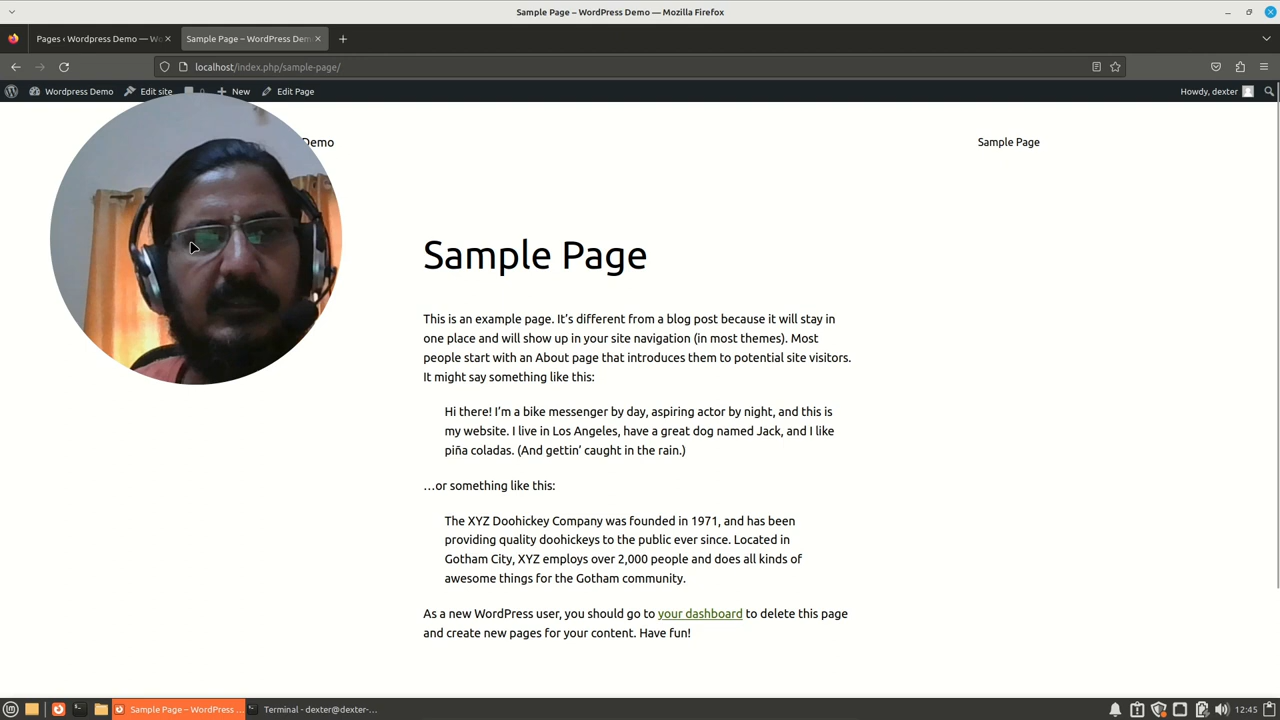 Sample Page – WordPress Demo — Mozilla Firefox
Pages ‹ Wordpress Demo — W
Sample Page – WordPress Dem
localhost/index.php/sample-page/
Wordpress Demo
Edit site
0
New
Edit Page
Howdy, dexter
Demo
Sample Page
Sample Page
This is an example page. It’s different from a blog post because it will stay in
one place and will show up in your site navigation (in most themes). Most
people start with an About page that introduces them to potential site visitors.
It might say something like this:
Hi there! I’m a bike messenger by day, aspiring actor by night, and this is
my website. I live in Los Angeles, have a great dog named Jack, and I like
piña coladas. (And gettin’ caught in the rain.)
…or something like this:
The XYZ Doohickey Company was founded in 1971, and has been
providing quality doohickeys to the public ever since. Located in
Gotham City, XYZ employs over 2,000 people and does all kinds of
awesome things for the Gotham community.
As a new WordPress user, you should go to your dashboard to delete this page
and create new pages for your content. Have fun!
Sample Page – WordPress ...
Terminal - dexter@dexter-...
12:45